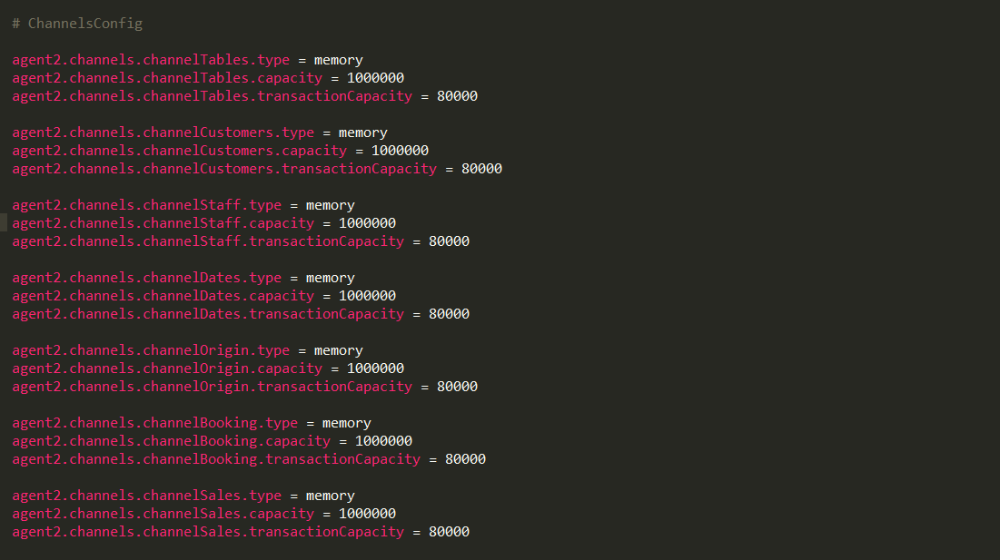 # ChannelsConfig
agent2.channels.channelTables.type = memory
agent2.channels.channelTables.capacity = 1000000
agent2.channels.channelTables.transactionCapacity = 80000
agent2.channels.channelCustomers.type = memory
agent2.channels.channelCustomers.capacity = 1000000
agent2.channels.channelCustomers.transactionCapacity = 80000
agent2.channels.channelStaff.type = memory
agent2.channels.channelStaff.capacity = 1000000
agent2.channels.channelStaff.transactionCapacity = 80000
agent2.channels.channelDates.type = memory
agent2.channels.channelDates.capacity = 1000000
agent2.channels.channelDates.transactionCapacity = 80000
agent2.channels.channelOrigin.type = memory
agent2.channels.channelOrigin.capacity = 1000000
agent2.channels.channelOrigin.transactionCapacity = 80000
agent2.channels.channelBooking.type = memory
agent2.channels.channelBooking.capacity = 1000000
agent2.channels.channelBooking.transactionCapacity = 80000
agent2.channels.channelSales.type = memory
agent2.channels.channelSales.capacity = 1000000
agent2.channels.channelSales.transactionCapacity = 80000